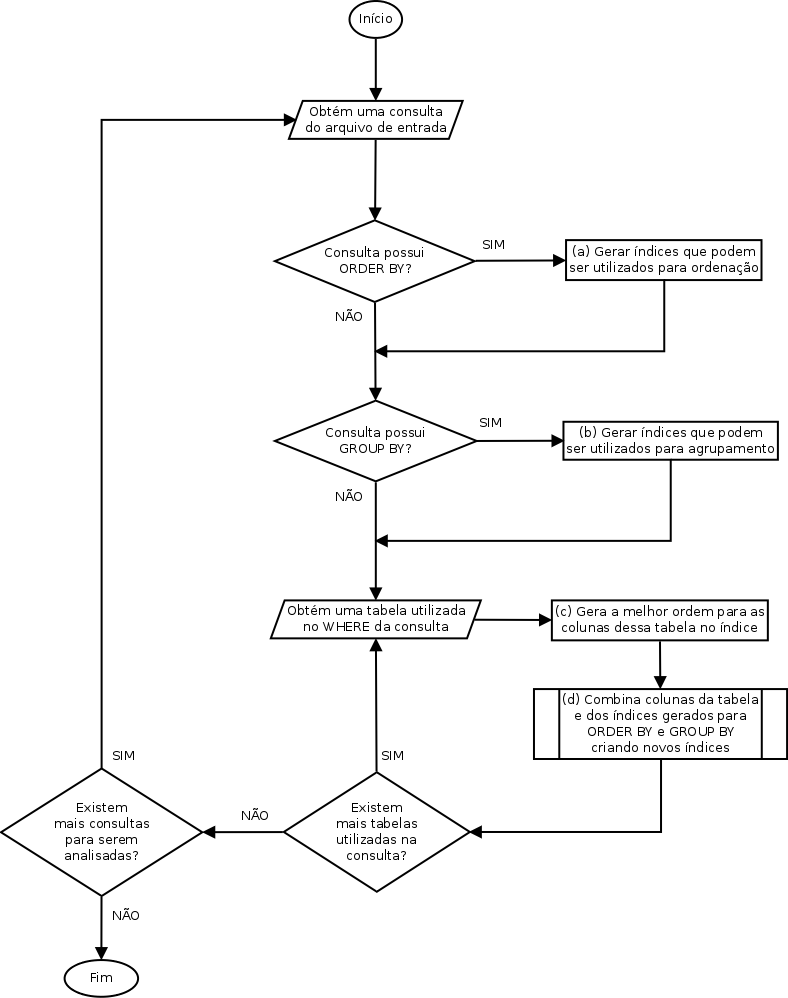 Início
Obtém uma consulta
do arquivo de entrada
Consulta possui
ORDER BY?
SIM
(a) Gerar índices que podem
ser utilizados para ordenação
NÃO
Consulta possui
GROUP BY?
SIM
(b) Gerar índices que podem
ser utilizados para agrupamento
NÃO
Obtém uma tabela utilizada
no WHERE da consulta
(c) Gera a melhor ordem para as
colunas dessa tabela no índice
(d) Combina colunas da tabela
e dos índices gerados para
ORDER BY e GROUP BY
criando novos índices
SIM
Existem
mais tabelas
utilizadas na
consulta?
NÃO
SIM
Existem
mais consultas
para serem
analisadas?
NÃO
Fim